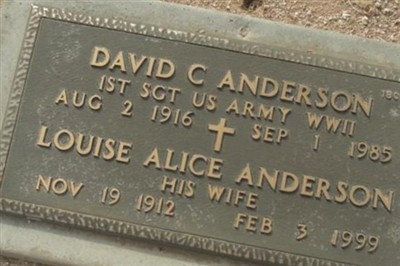 DAVID C ANDERSON
1ST SGT US ARMY WWII
AUG 2 1916 SEP 1 1985
LOUISE ALICE ANDERSON
HIS WIFE
NOV 19 1912 FEB 3 1999